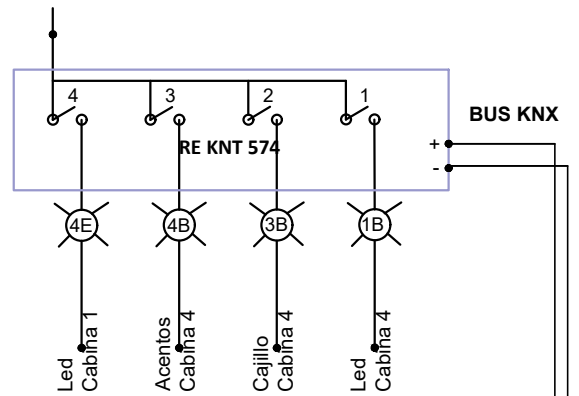 4 3 2 1
BUS KNX
RE KNT 574
+
-
4E 4B 3B 1B
Led
Cabina 1
Acentos
Cabina 4
Cajillo
Cabina 4
Led
Cabina 4